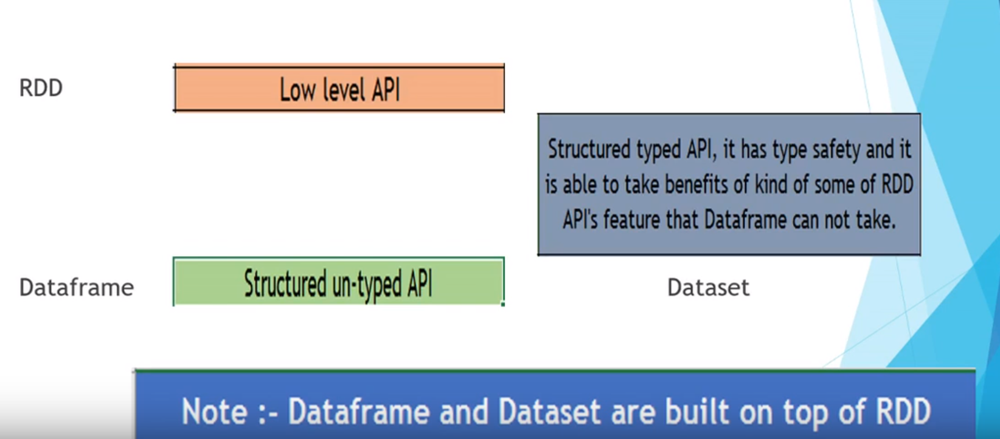 RDD
Low level API
Structured typed API, it has type safety and it
is able to take benefits of kind of some of RDD
API's feature that Dataframe can not take.
Dataframe
Structured un-typed API
Dataset
Note :- Dataframe and Dataset are built on top of RDD